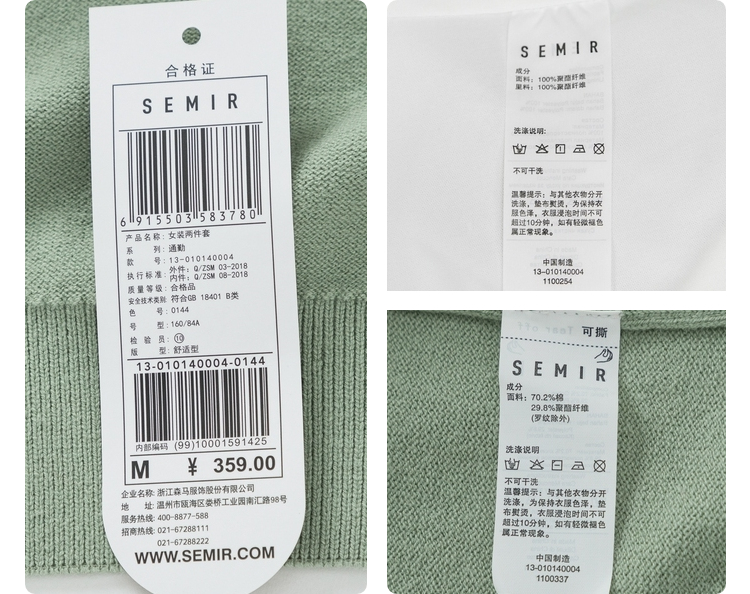 合格证
SEMIR
6 915503 583780
产品名称: 女装两件套
系 列: 通勤
款 号: 13-010140004
执行标准: 外件: Q/ZSM 03-2018
内件: Q/ZSM 08-2018
质量等级: 合格品
安全技术类别 符合GB 18401 B类
色 号: 0144
号 型: 160/84A
检 验 员: 10
版 型: 舒适型
13-010140004-0144
内部编码 (99)10001591425
M ¥ 359.00
企业名称: 浙江森马服饰股份有限公司
地 址: 温州市瓯海区娄桥工业园南汇路98号
服务热线: 400-8877-588
招商热线: 021-67288111
021-67288222
WWW.SEMIR.COM
SEMIR
成分
面料: 100%聚酯纤维
里料: 100%聚酯纤维
洗涤说明:
不可干洗
温馨提示: 与其他衣物分开
洗涤, 垫布熨烫, 为保持衣
服色泽, 衣服浸泡时间不可
超过10分钟, 如有轻微褪色
属正常现象。
中国制造
13-010140004
1100254
可撕
SEMIR
成分
面料: 70.2%棉
29.8%聚酯纤维
(罗纹除外)
洗涤说明:
不可干洗
温馨提示: 与其他衣物分开
洗涤, 为保持衣服色泽, 垫
布熨烫, 衣服浸泡时间不可
超过10分钟, 如有轻微褪色
属正常现象。
中国制造
13-010140004
1100337